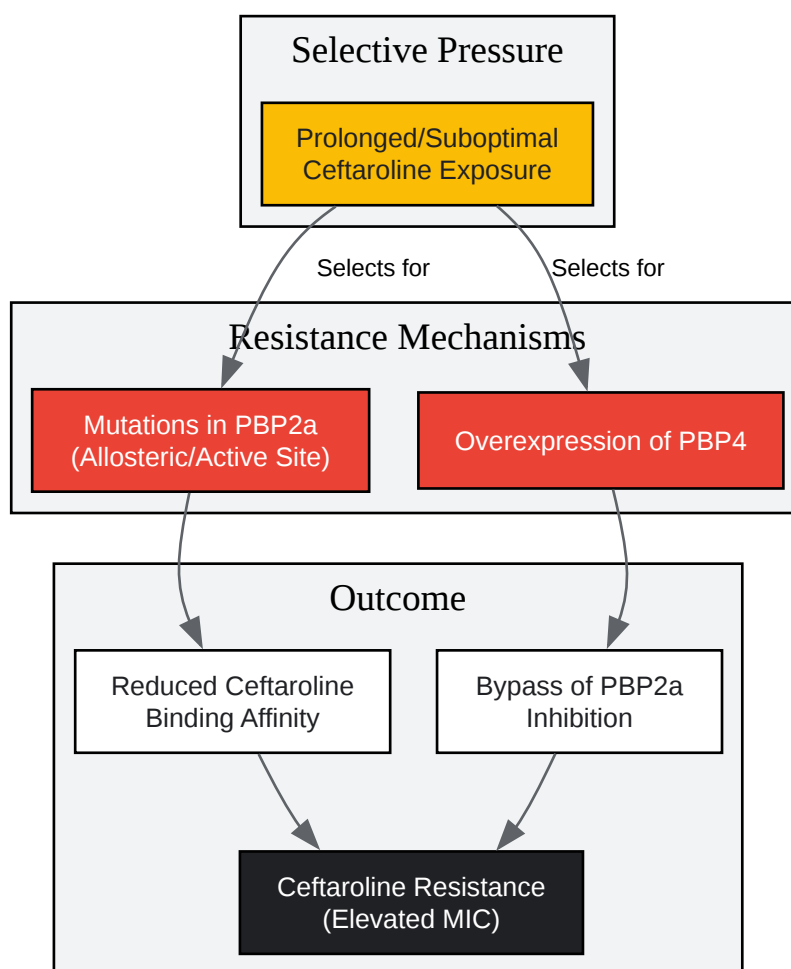 Selective Pressure
Prolonged/Suboptimal
Ceftaroline Exposure
Selects for
Selects for
Resistance Mechanisms
Mutations in PBP2a
(Allosteric/Active Site)
Overexpression of PBP4
Outcome
Reduced Ceftaroline
Binding Affinity
Bypass of PBP2a
Inhibition
Ceftaroline Resistance
(Elevated MIC)